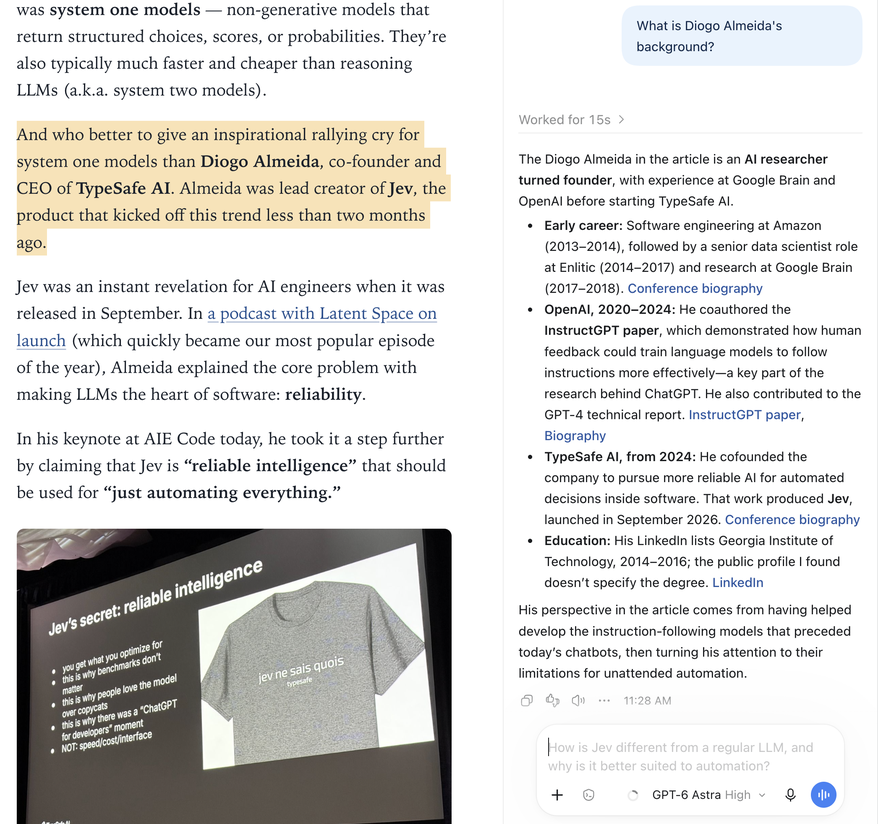 was system one models — non-generative models that
return structured choices, scores, or probabilities. They’re
also typically much faster and cheaper than reasoning
LLMs (a.k.a. system two models).
And who better to give an inspirational rallying cry for
system one models than Diogo Almeida, co-founder and
CEO of TypeSafe AI. Almeida was lead creator of Jev, the
product that kicked off this trend less than two months
ago.
Jev was an instant revelation for AI engineers when it was
released in September. In a podcast with Latent Space on
launch (which quickly became our most popular episode
of the year), Almeida explained the core problem with
making LLMs the heart of software: reliability.
In his keynote at AIE Code today, he took it a step further
by claiming that Jev is “reliable intelligence” that should
be used for “just automating everything.”
Jev’s secret: reliable intelligence
• you get what you optimize for
• this is why benchmarks don’t
matter
• this is why people love the model
over copycats
• this is why there was a “ChatGPT
for developers” moment
• NOT: speed/cost/interface
jev ne sais quois
typesafe
What is Diogo Almeida's
background?
Worked for 15s
The Diogo Almeida in the article is an AI researcher
turned founder, with experience at Google Brain and
OpenAI before starting TypeSafe AI.
• Early career: Software engineering at Amazon
(2013–2014), followed by a senior data scientist role
at Enlitic (2014–2017) and research at Google Brain
(2017–2018). Conference biography
• OpenAI, 2020–2024: He coauthored the
InstructGPT paper, which demonstrated how human
feedback could train language models to follow
instructions more effectively—a key part of the
research behind ChatGPT. He also contributed to the
GPT-4 technical report. InstructGPT paper,
Biography
• TypeSafe AI, from 2024: He cofounded the
company to pursue more reliable AI for automated
decisions inside software. That work produced Jev,
launched in September 2026. Conference biography
• Education: His LinkedIn lists Georgia Institute of
Technology, 2014–2016; the public profile I found
doesn’t specify the degree. LinkedIn
His perspective in the article comes from having helped
develop the instruction-following models that preceded
today’s chatbots, then turning his attention to their
limitations for unattended automation.
11:28 AM
How is Jev different from a regular LLM, and
why is it better suited to automation?
GPT-6 Astra High